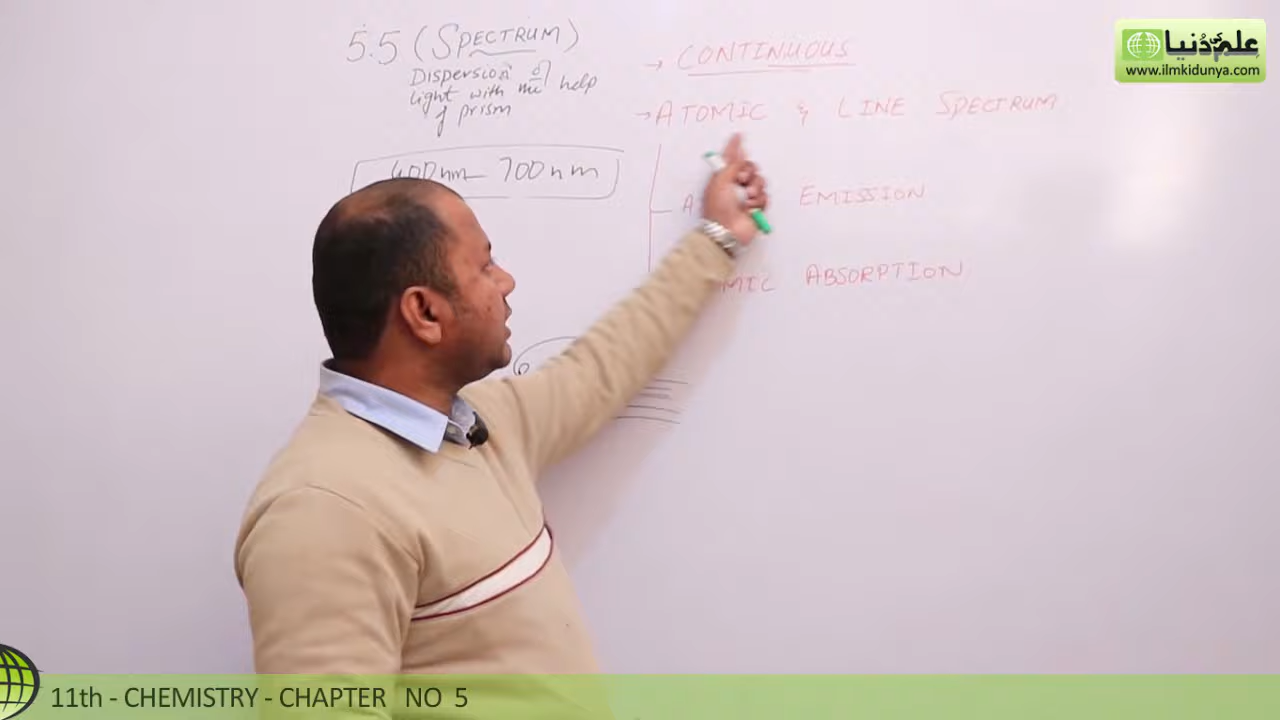 5.5 (SPECTRUM)
Dispersion of
light with the help
of prism
400nm - 700nm
→ CONTINUOUS
→ ATOMIC & LINE SPECTRUM
EMISSION
ABSORPTION
علم کی دُنیا
www.ilmkidunya.com
11th - CHEMISTRY - CHAPTER NO 5